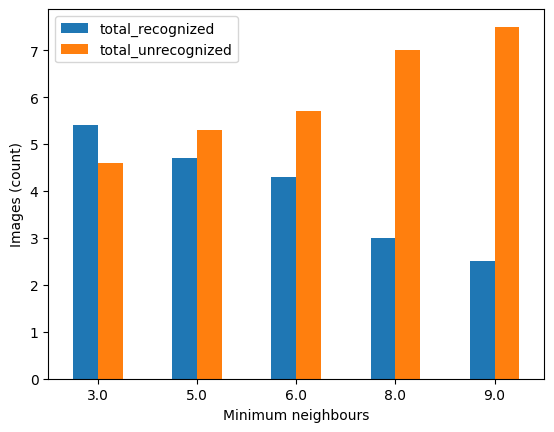 total_recognized
total_unrecognized
7
6
5
4
3
2
1
0
Images (count)
3.0 5.0 6.0 8.0 9.0
Minimum neighbours